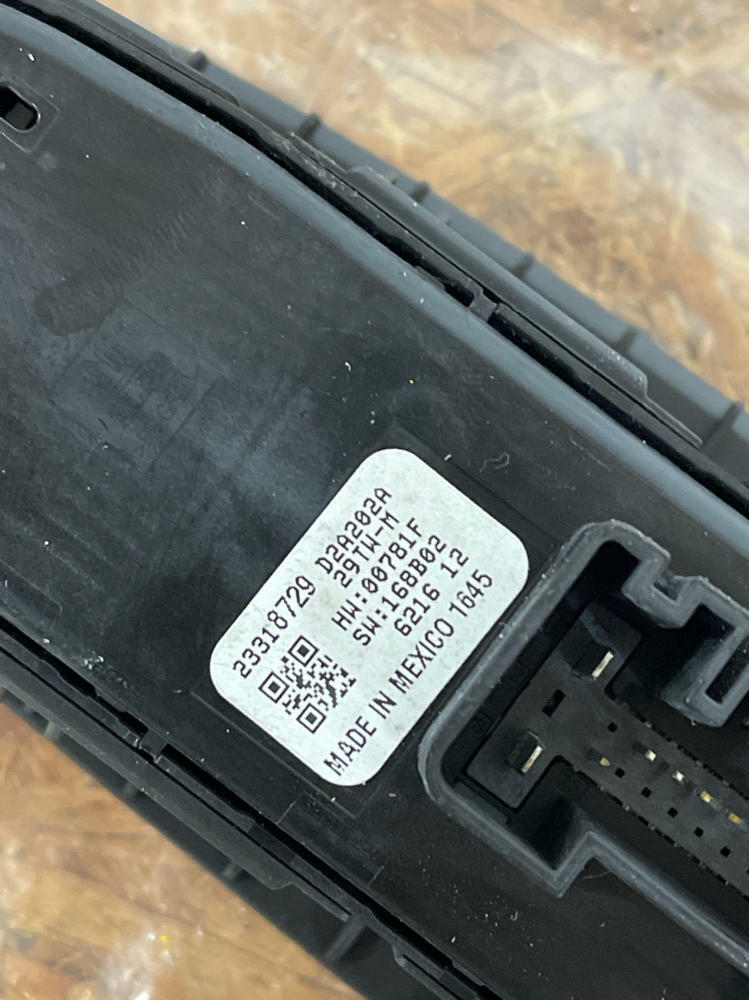 23318729 D2A202A
29TW-M
HW:00781F
SW:168B02
6216 12
MADE IN MEXICO 1645